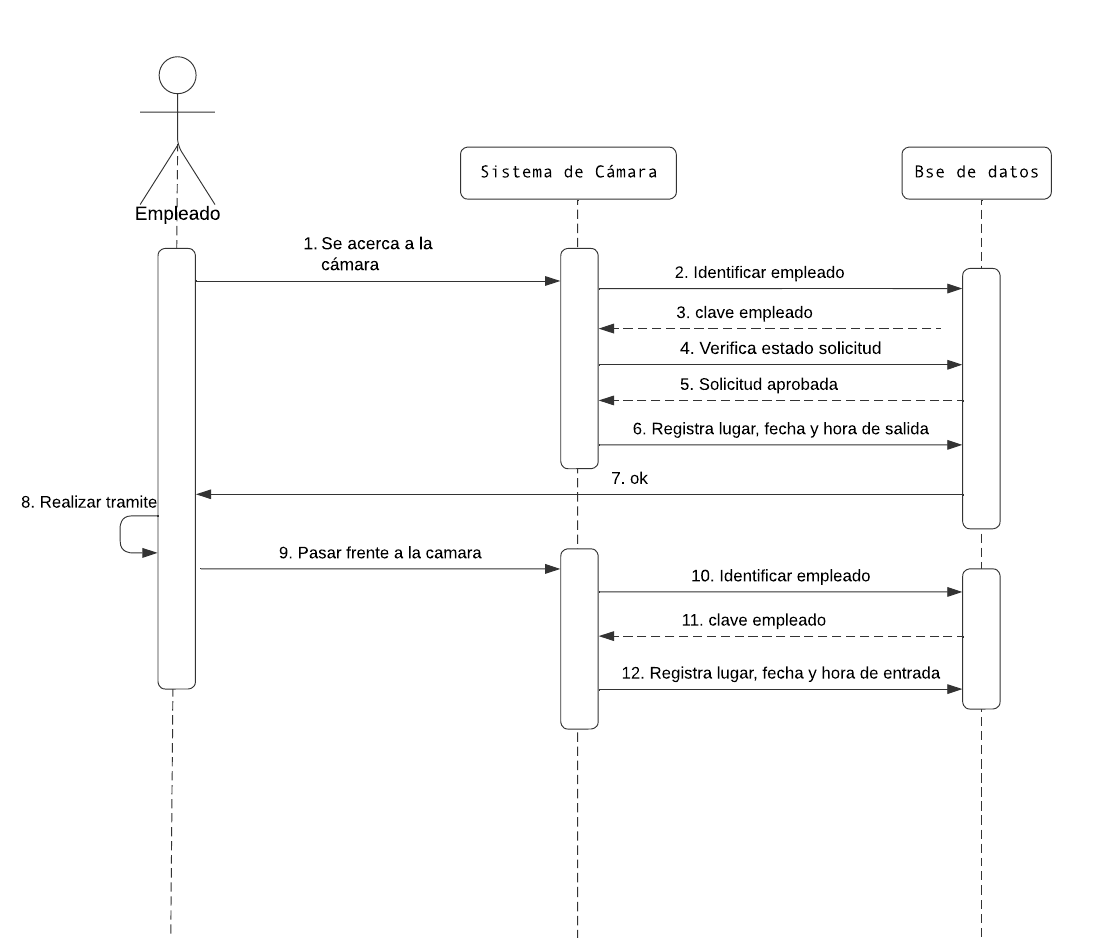 Empleado
Sistema de Cámara
Bse de datos
1. Se acerca a la
cámara
2. Identificar empleado
3. clave empleado
4. Verifica estado solicitud
5. Solicitud aprobada
6. Registra lugar, fecha y hora de salida
7. ok
8. Realizar tramite
9. Pasar frente a la camara
10. Identificar empleado
11. clave empleado
12. Registra lugar, fecha y hora de entrada